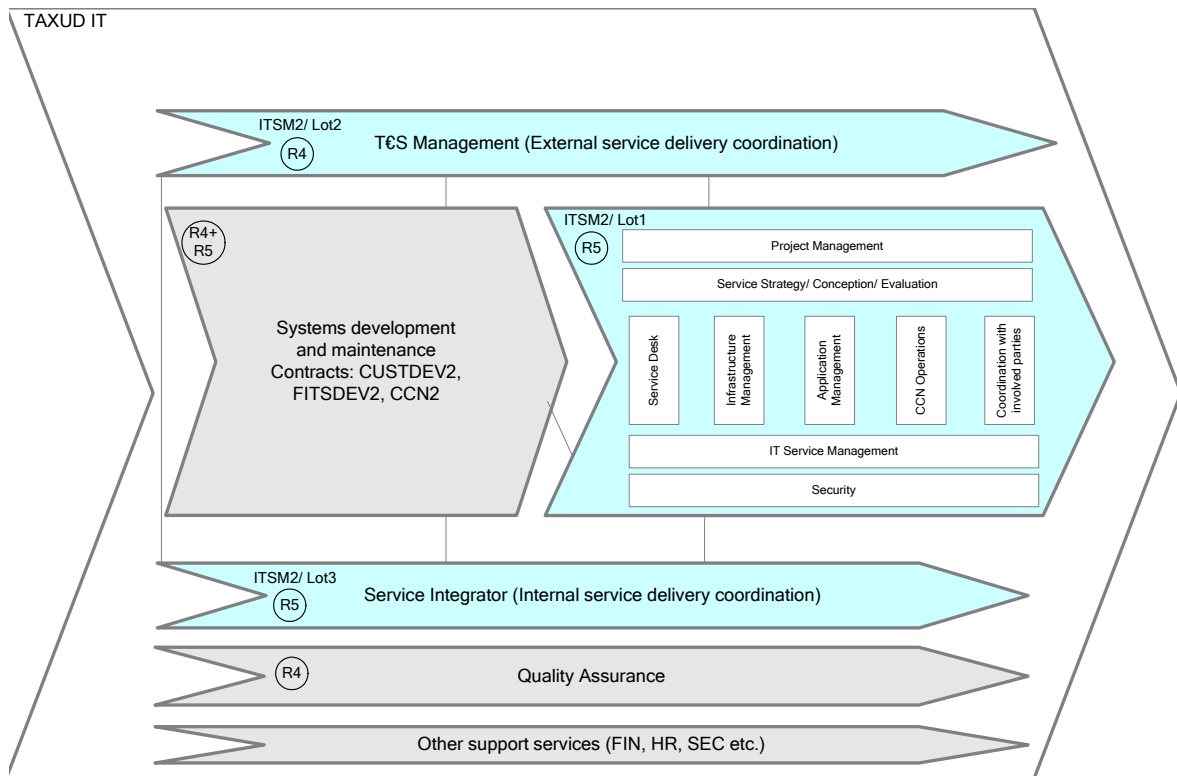 TAXUD IT
ITSM2/ Lot2
R4
T€S Management (External service delivery coordination)
R4+
R5
Systems development
and maintenance
Contracts: CUSTDEV2,
FITSDEV2, CCN2
ITSM2/ Lot1
R5
Project Management
Service Strategy/ Conception/ Evaluation
Service Desk
Infrastructure
Management
Application
Management
CCN Operations
Coordination with
involved parties
IT Service Management
Security
ITSM2/ Lot3
R5
Service Integrator (Internal service delivery coordination)
R4
Quality Assurance
Other support services (FIN, HR, SEC etc.)